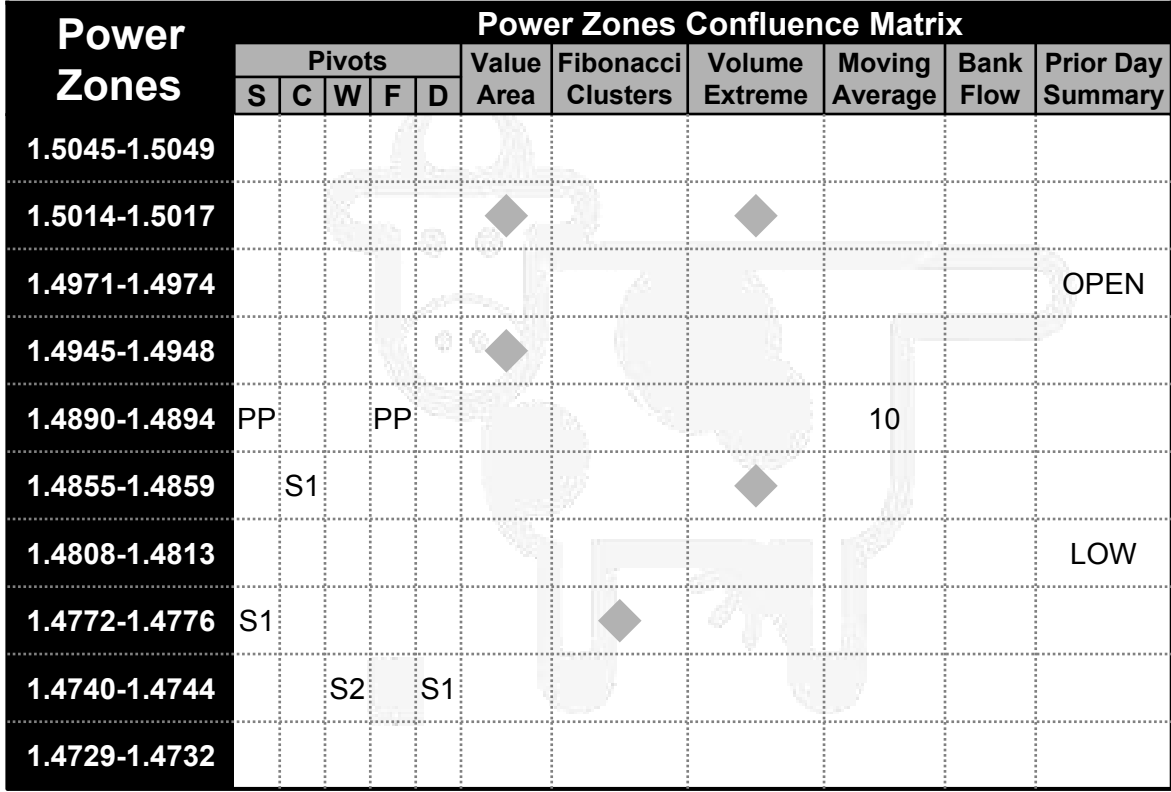 Power Zones Confluence Matrix
Power
Zones
Pivots
Value Area
Fibonacci Clusters
Volume Extreme
Moving Average
Bank Flow
Prior Day Summary
S C W F D
1.5045-1.5049
1.5014-1.5017
1.4971-1.4974 OPEN
1.4945-1.4948
1.4890-1.4894 PP PP 10
1.4855-1.4859 S1
1.4808-1.4813 LOW
1.4772-1.4776 S1
1.4740-1.4744 S2 S1
1.4729-1.4732